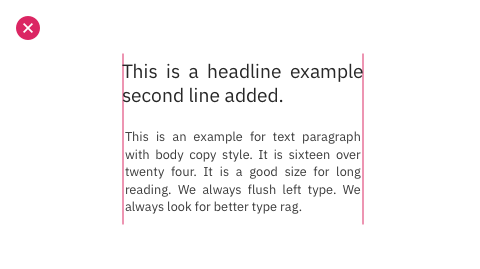 This is a headline example
second line added.
This is an example for text paragraph
with body copy style. It is sixteen over
twenty four. It is a good size for long
reading. We always flush left type. We
always look for better type rag.